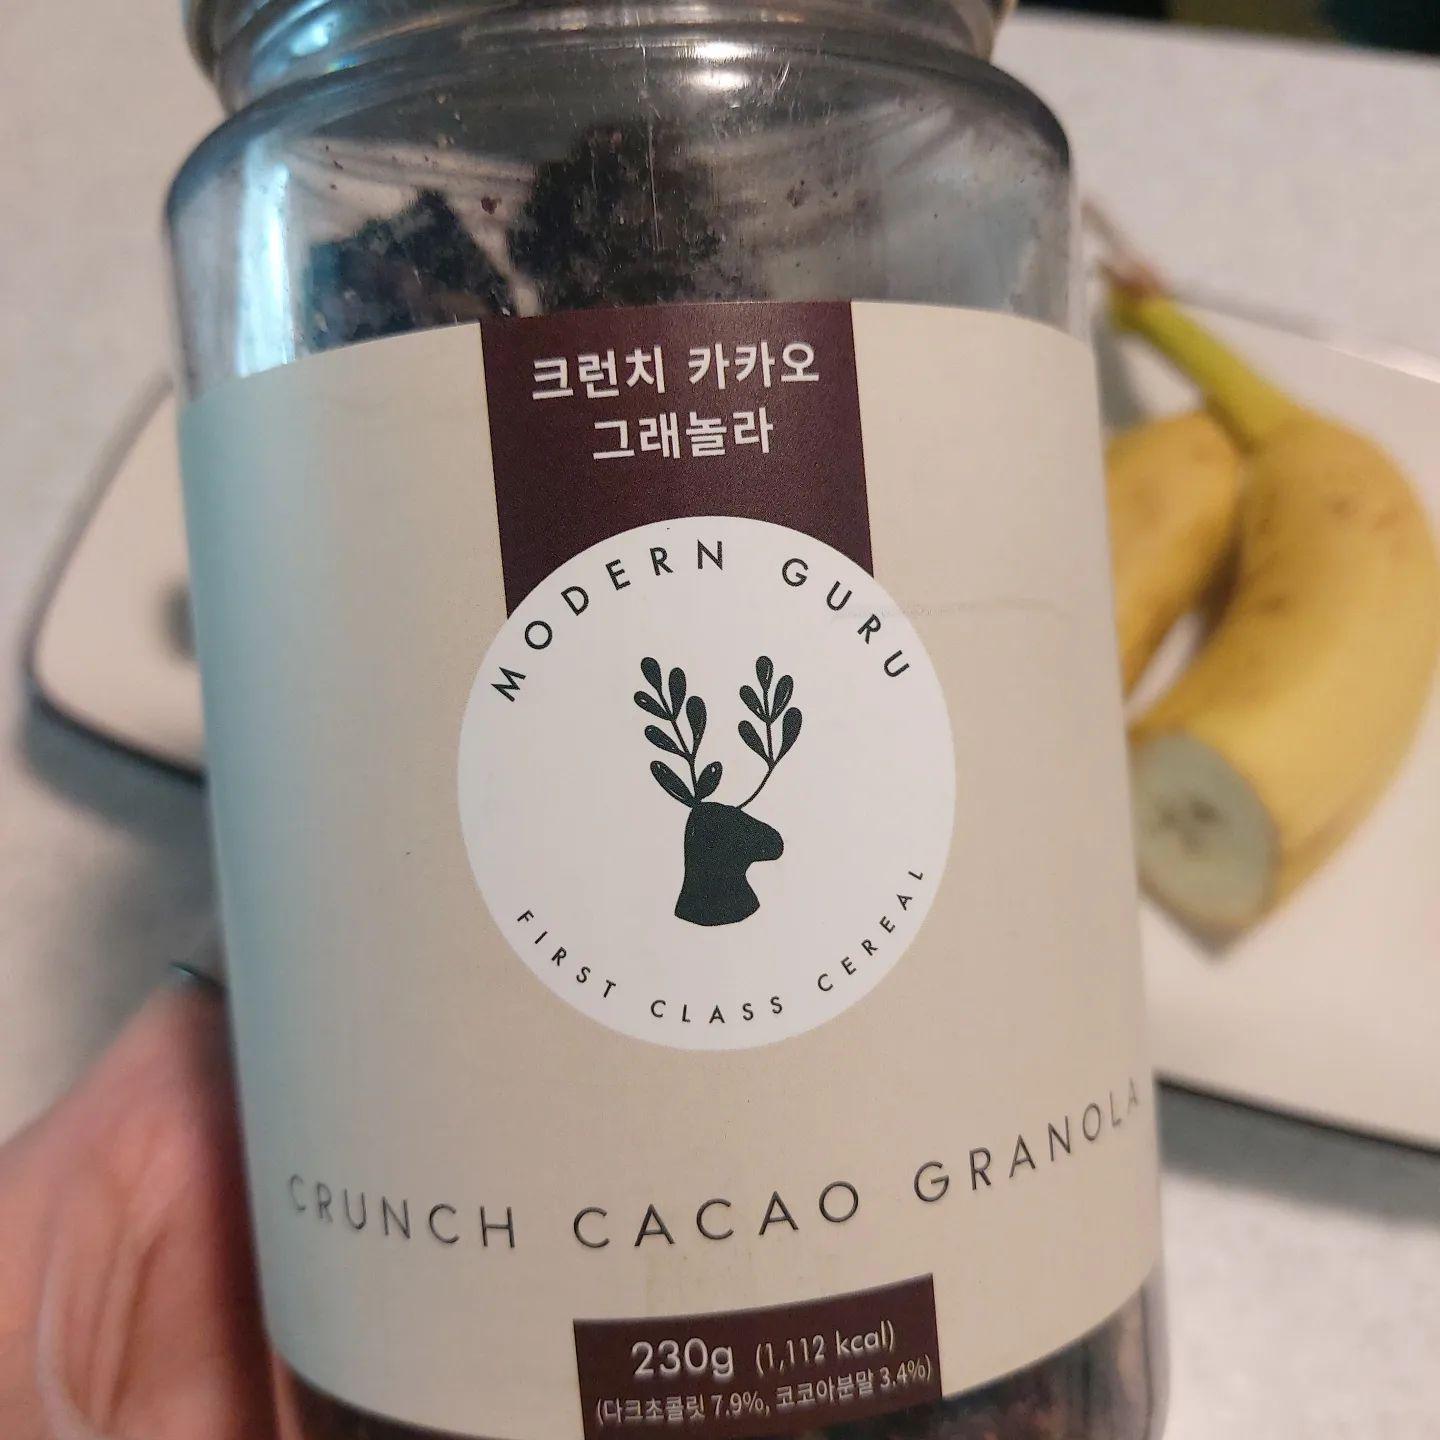 크런치 카카오
그래놀라
MODERN GURU
FIRST CLASS CEREAL
CRUNCH CACAO GRANOLA
230g (1,112 kcal)
(다크초콜릿 7.9%, 코코아분말 3.4%)